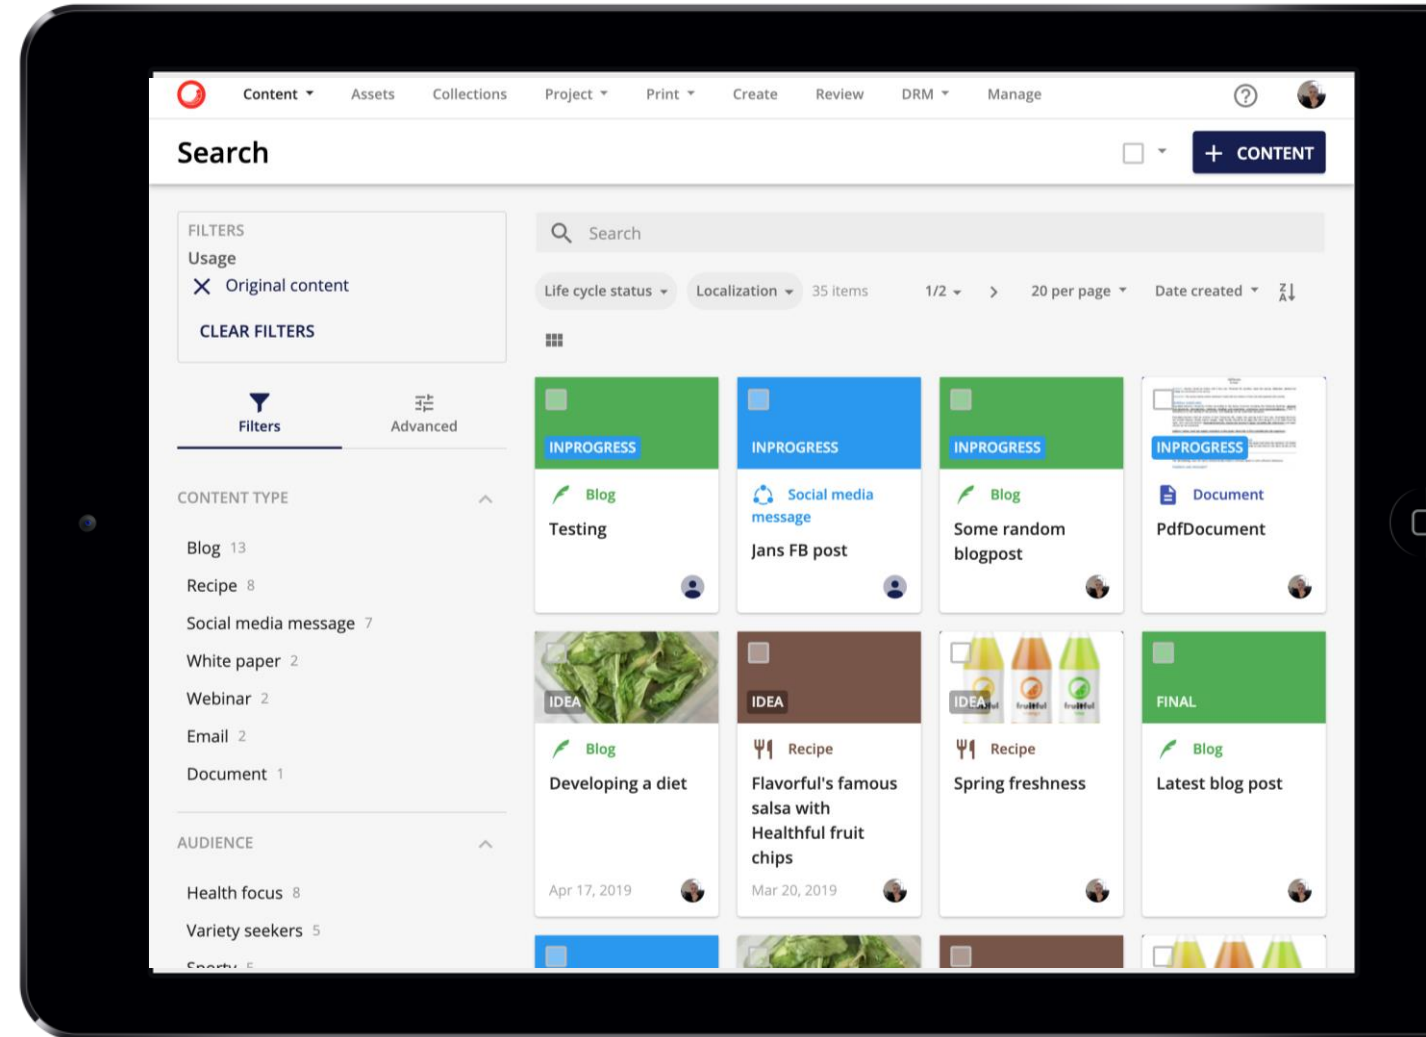 Content Assets Collections Project Print Create Review DRM Manage
Search
+ CONTENT
FILTERS
Usage
Original content
CLEAR FILTERS
Filters Advanced
CONTENT TYPE
Blog 13
Recipe 8
Social media message 7
White paper 2
Webinar 2
Email 2
Document 1
AUDIENCE
Health focus 8
Variety seekers 5
Search
Life cycle status Localization 35 items 1/2 20 per page Date created
INPROGRESS
Blog
Testing
INPROGRESS
Social media
message
Jans FB post
INPROGRESS
Blog
Some random
blogpost
INPROGRESS
Document
PdfDocument
IDEA
Blog
Developing a diet
Apr 17, 2019
IDEA
Recipe
Flavorful's famous
salsa with
Healthful fruit
chips
Mar 20, 2019
IDEA
fruitful fruitful
Recipe
Spring freshness
FINAL
Blog
Latest blog post